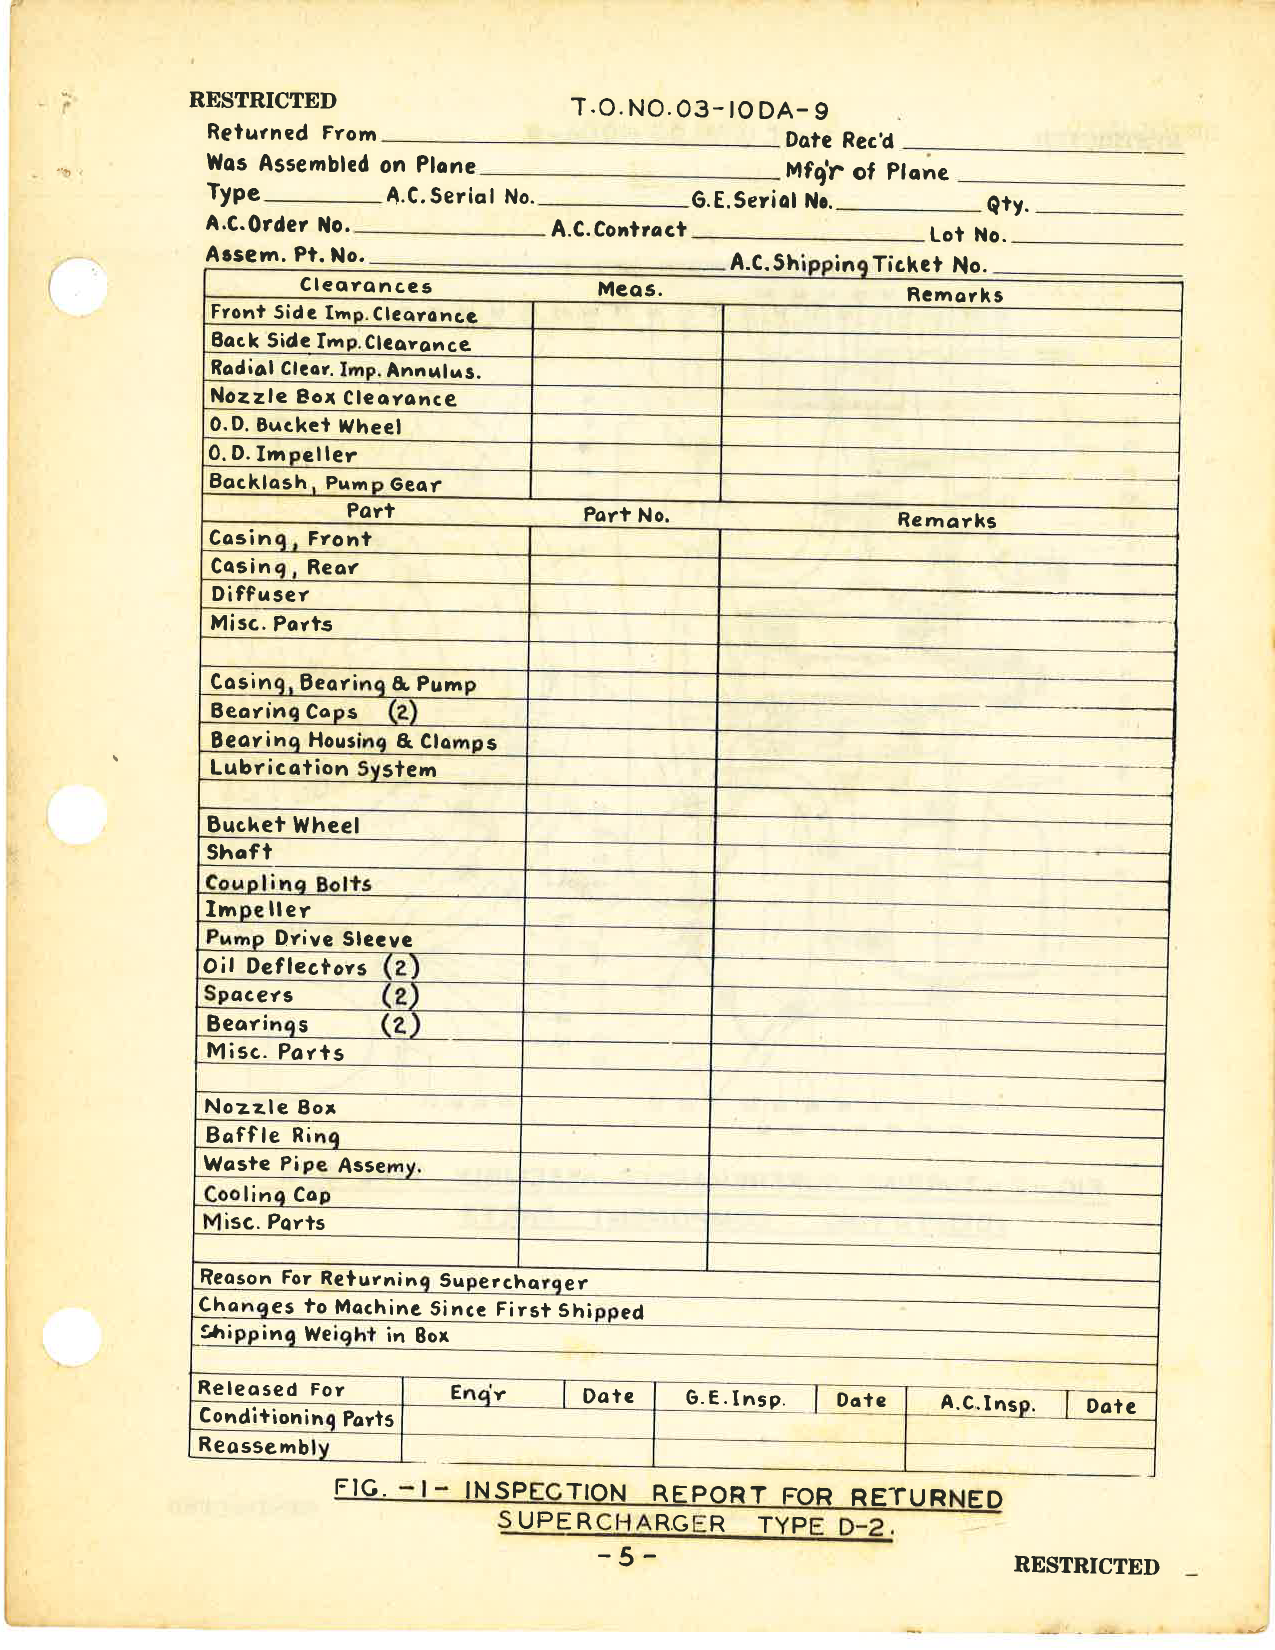 RESTRICTED
T.O.NO.03-10DA-9
Returned From Date Rec'd
Was Assembled on Plane Mfg'r of Plane
Type A.C.Serial No. G.E.Serial No. Qty.
A.C.Order No. A.C.Contract Lot No.
Assem. Pt. No. A.C.Shipping Ticket No.
Clearances Meas. Remarks
Front Side Imp.Clearance
Back Side Imp.Clearance
Radial Clear. Imp. Annulus.
Nozzle Box Clearance
O.D. Bucket Wheel
O.D. Impeller
Backlash, Pump Gear
Part Part No. Remarks
Casing, Front
Casing, Rear
Diffuser
Misc. Parts
Casing, Bearing & Pump
Bearing Caps (2)
Bearing Housing & Clamps
Lubrication System
Bucket Wheel
Shaft
Coupling Bolts
Impeller
Pump Drive Sleeve
Oil Deflectors (2)
Spacers (2)
Bearings (2)
Misc. Parts
Nozzle Box
Baffle Ring
Waste Pipe Assemy.
Cooling Cap
Misc. Parts
Reason For Returning Supercharger
Changes to Machine Since First Shipped
Shipping Weight in Box
Released For Eng'r Date G.E.Insp. Date A.C.Insp. Date
Conditioning Parts
Reassembly
FIG. -1- INSPECTION REPORT FOR RETURNED
SUPERCHARGER TYPE D-2.
-5-
RESTRICTED